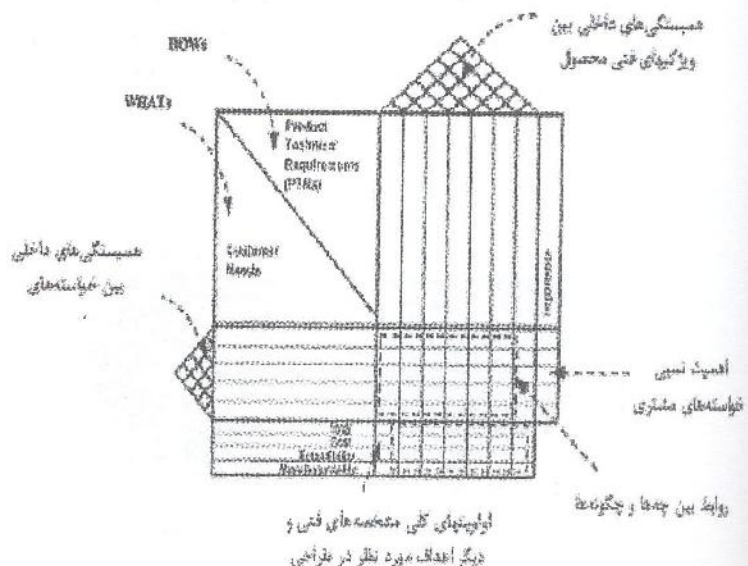 همبستگی‌های داخلی بین
ویژگیهای فنی محصول
HOWs
WHATs
Product
Technical
Requirements
(PTRs)
Customer
Needs
همبستگی‌های داخلی
بین خواسته‌های
Importance
اهمیت نسبی
خواسته‌های مشتری
Cost
روابط بین چه‌ها و چگونه‌ها
اولویتهای کلی مشخصه‌های فنی و
دیگر اهداف مورد نظر در طراحی